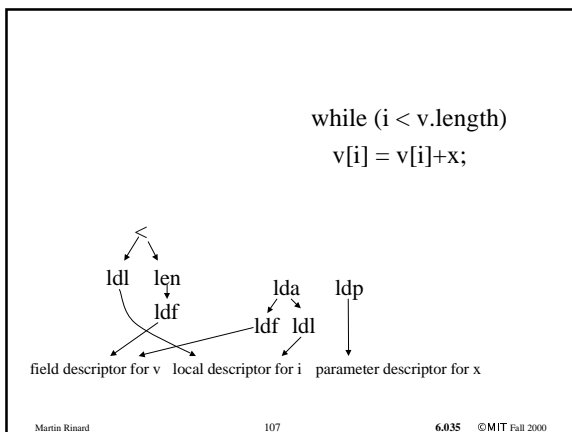 while (i < v.length)
v[i] = v[i]+x;
<
ldl len
lda ldp
ldf
ldf ldl
field descriptor for v local descriptor for i parameter descriptor for x
Martin Rinard 107 6.035 ©MIT Fall 2000